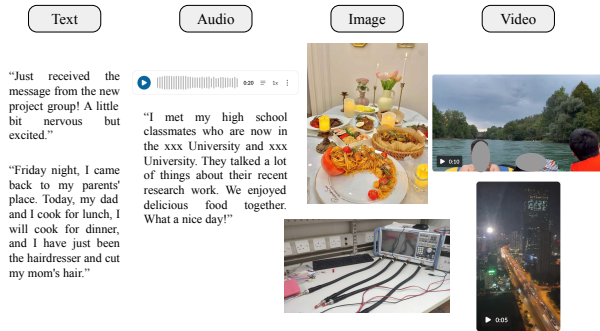 Text
Audio
Image
Video
“Just received the
message from the new
project group! A little
bit nervous but
excited.”
“Friday night, I came
back to my parents'
place. Today, my dad
and I cook for lunch, I
will cook for dinner,
and I have just been
the hairdresser and cut
my mom's hair.”
0:20
1x
“I met my high school
classmates who are now in
the xxx University and xxx
University. They talked a lot
of things about their recent
research work. We enjoyed
delicious food together.
What a nice day!”
0:10
0:05